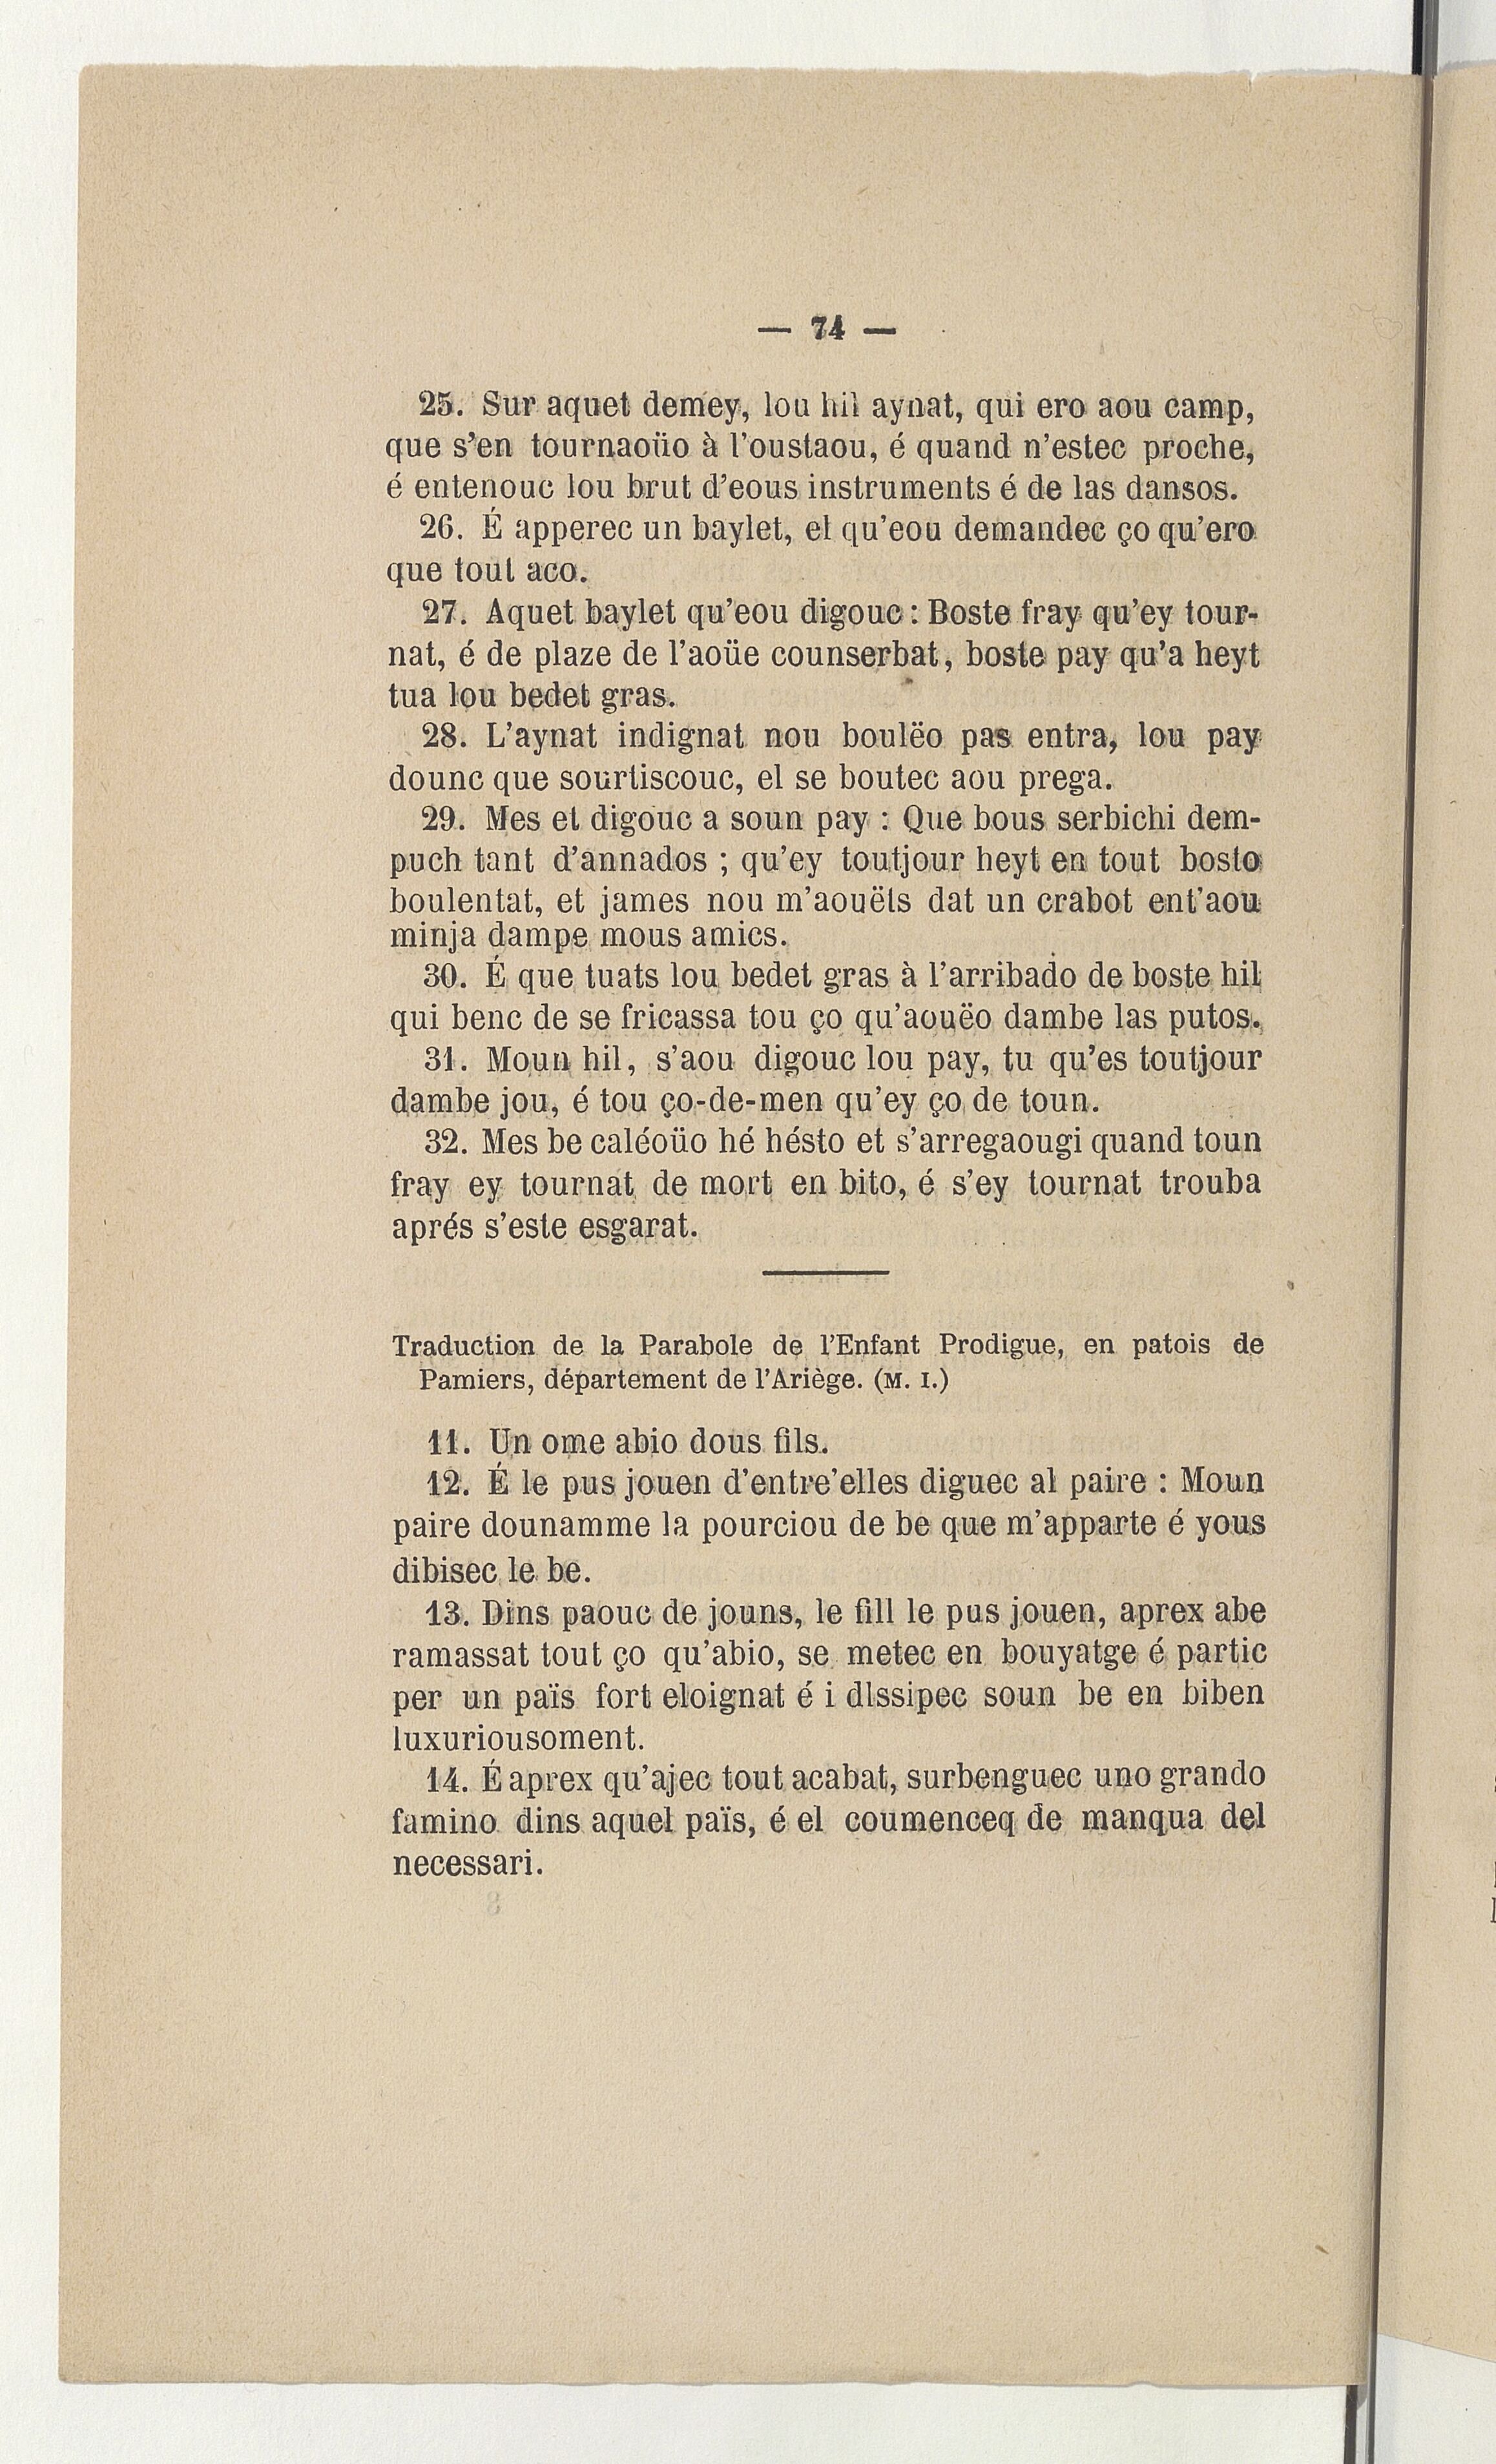 — 74 —
25. Sur aquet demey, lou hil aynat, qui ero aou camp,
que s'en tournaoüo à l'oustaou, é quand n'estec proche,
é entenouc lou brut d'eous instruments é de las dansos.
26. É apperec un baylet, el qu'eou demandec ço qu'ero
que tout aco.
27. Aquet baylet qu'eou digouc : Boste fray qu'ey tour-
nat, é de plaze de l'aoüe counserbat, boste pay qu'a heyt
tua lou bedet gras.
28. L'aynat indignat nou boulëo pas entra, lou pay
dounc que sourtiscouc, el se boutec aou prega.
29. Mes et digouc a soun pay : Que bous serbichi dem-
puch tant d'annados ; qu'ey toutjour heyt en tout bosto
boulentat, et james nou m'aouëts dat un crabot ent'aou
minja dampe mous amics.
30. É que tuats lou bedet gras à l'arribado de boste hil
qui benc de se fricassa tou ço qu'aouëo dambe las putos.
31. Moun hil, s'aou digouc lou pay, tu qu'es toutjour
dambe jou, é tou ço-de-men qu'ey ço de toun.
32. Mes be caléoüo hé hésto et s'arregaougi quand toun
fray ey tournat de mort en bito, é s'ey tournat trouba
aprés s'este esgarat.
Traduction de la Parabole de l'Enfant Prodigue, en patois de
Pamiers, département de l'Ariège. (M. I.)
11. Un ome abio dous fils.
12. É le pus jouen d'entre'elles diguec al paire : Moun
paire dounamme la pourciou de be que m'apparte é yous
dibisec le be.
13. Dins paouc de jouns, le fill le pus jouen, aprex abe
ramassat tout ço qu'abio, se metec en bouyatge é partic
per un païs fort eloignat é i dIssipec soun be en biben
luxuriousoment.
14. É aprex qu'ajec tout acabat, surbenguec uno grando
famino dins aquel païs, é el coumenceq de manqua del
necessari.